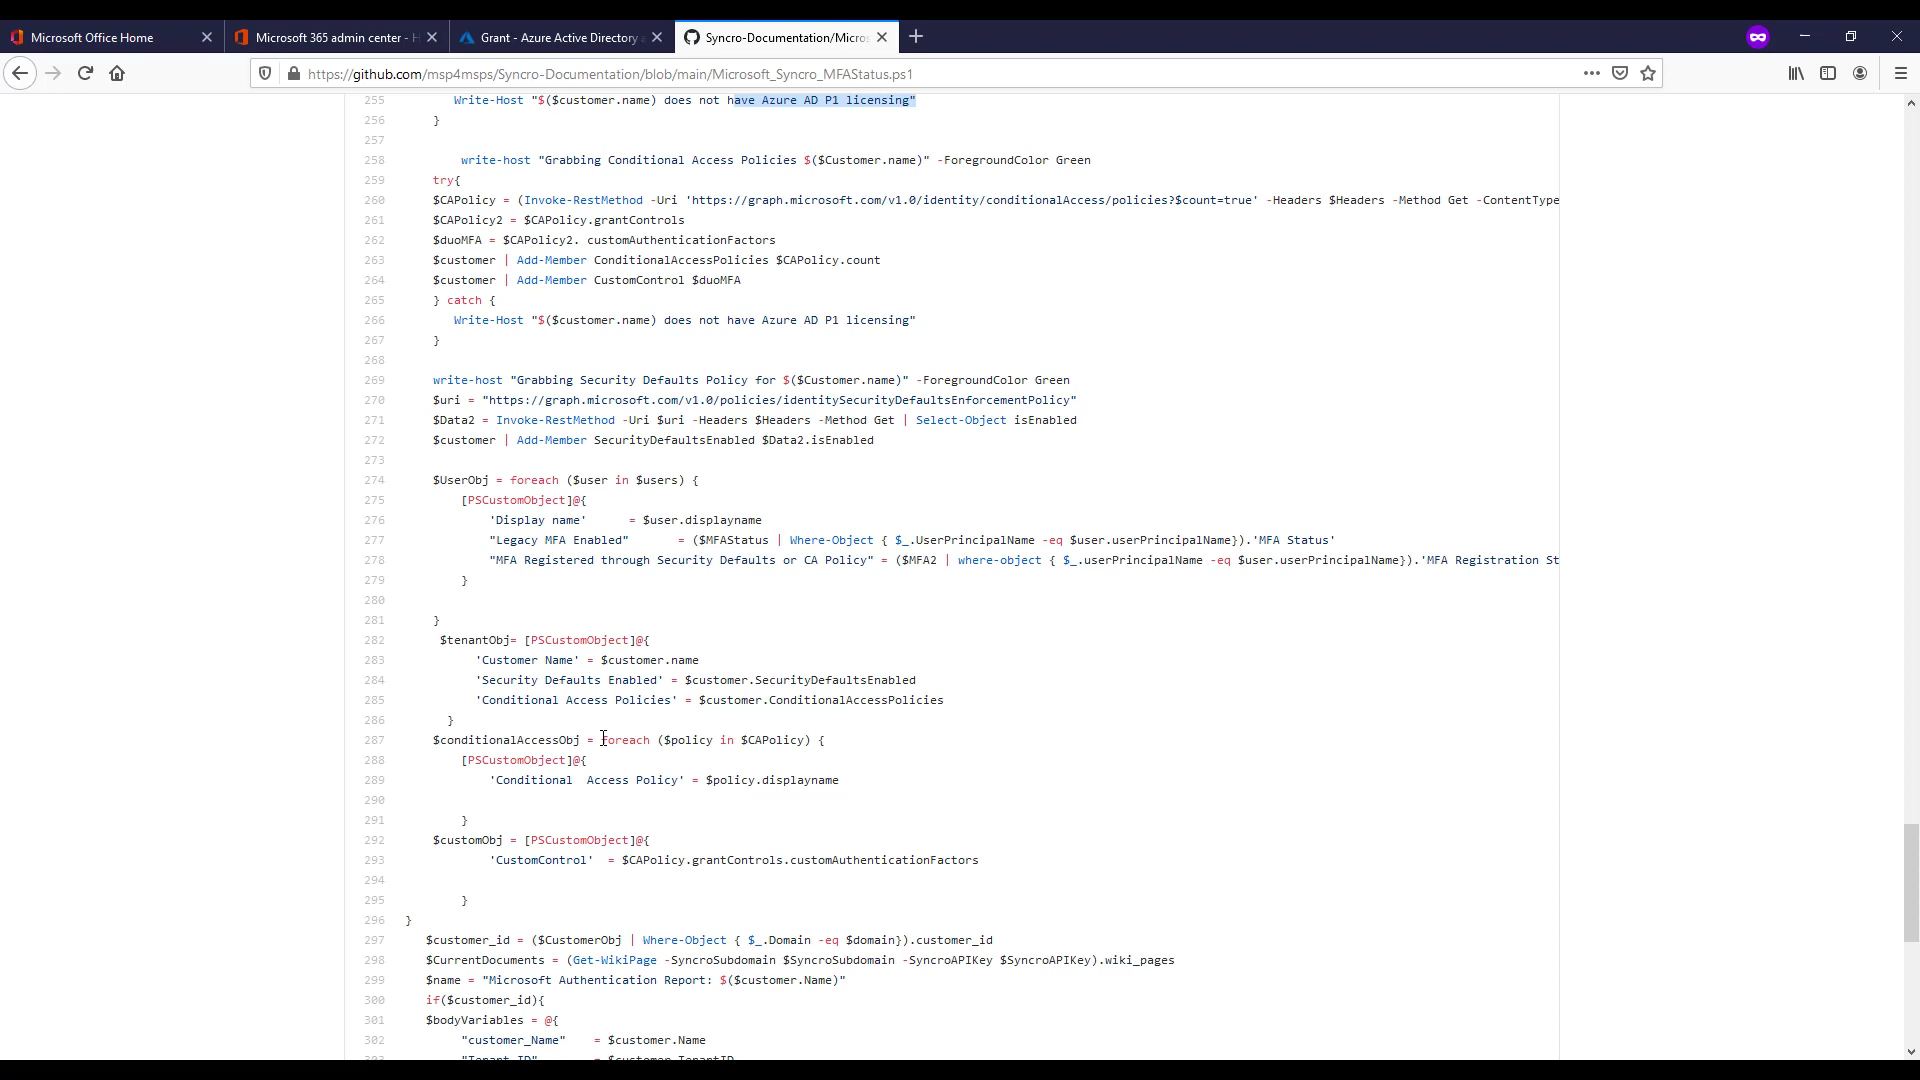 Microsoft Office Home
Microsoft 365 admin center - H
Grant - Azure Active Directory a
Syncro-Documentation/Micros
https://github.com/msp4msps/Syncro-Documentation/blob/main/Microsoft_Syncro_MFAStatus.ps1
255 Write-Host "$($customer.name) does not have Azure AD P1 licensing"
256 }
257
258 write-host "Grabbing Conditional Access Policies $($Customer.name)" -ForegroundColor Green
259 try{
260 $CAPolicy = (Invoke-RestMethod -Uri 'https://graph.microsoft.com/v1.0/identity/conditionalAccess/policies?$count=true' -Headers $Headers -Method Get -ContentType
261 $CAPolicy2 = $CAPolicy.grantControls
262 $duoMFA = $CAPolicy2. customAuthenticationFactors
263 $customer | Add-Member ConditionalAccessPolicies $CAPolicy.count
264 $customer | Add-Member CustomControl $duoMFA
265 } catch {
266 Write-Host "$($customer.name) does not have Azure AD P1 licensing"
267 }
268
269 write-host "Grabbing Security Defaults Policy for $($Customer.name)" -ForegroundColor Green
270 $uri = "https://graph.microsoft.com/v1.0/policies/identitySecurityDefaultsEnforcementPolicy"
271 $Data2 = Invoke-RestMethod -Uri $uri -Headers $Headers -Method Get | Select-Object isEnabled
272 $customer | Add-Member SecurityDefaultsEnabled $Data2.isEnabled
273
274 $UserObj = foreach ($user in $users) {
275 [PSCustomObject]@{
276 'Display name' = $user.displayname
277 "Legacy MFA Enabled" = ($MFAStatus | Where-Object { $_.UserPrincipalName -eq $user.userPrincipalName}).'MFA Status'
278 "MFA Registered through Security Defaults or CA Policy" = ($MFA2 | where-object { $_.userPrincipalName -eq $user.userPrincipalName}).'MFA Registration St
279 }
280
281 }
282 $tenantObj= [PSCustomObject]@{
283 'Customer Name' = $customer.name
284 'Security Defaults Enabled' = $customer.SecurityDefaultsEnabled
285 'Conditional Access Policies' = $customer.ConditionalAccessPolicies
286 }
287 $conditionalAccessObj = foreach ($policy in $CAPolicy) {
288 [PSCustomObject]@{
289 'Conditional  Access Policy' = $policy.displayname
290
291 }
292 $customObj = [PSCustomObject]@{
293 'CustomControl' = $CAPolicy.grantControls.customAuthenticationFactors
294
295 }
296 }
297 $customer_id = ($CustomerObj | Where-Object { $_.Domain -eq $domain}).customer_id
298 $CurrentDocuments = (Get-WikiPage -SyncroSubdomain $SyncroSubdomain -SyncroAPIKey $SyncroAPIKey).wiki_pages
299 $name = "Microsoft Authentication Report: $($customer.Name)"
300 if($customer_id){
301 $bodyVariables = @{
302 "customer_Name" = $customer.Name
303 "Tenant_ID" = $customer.TenantID